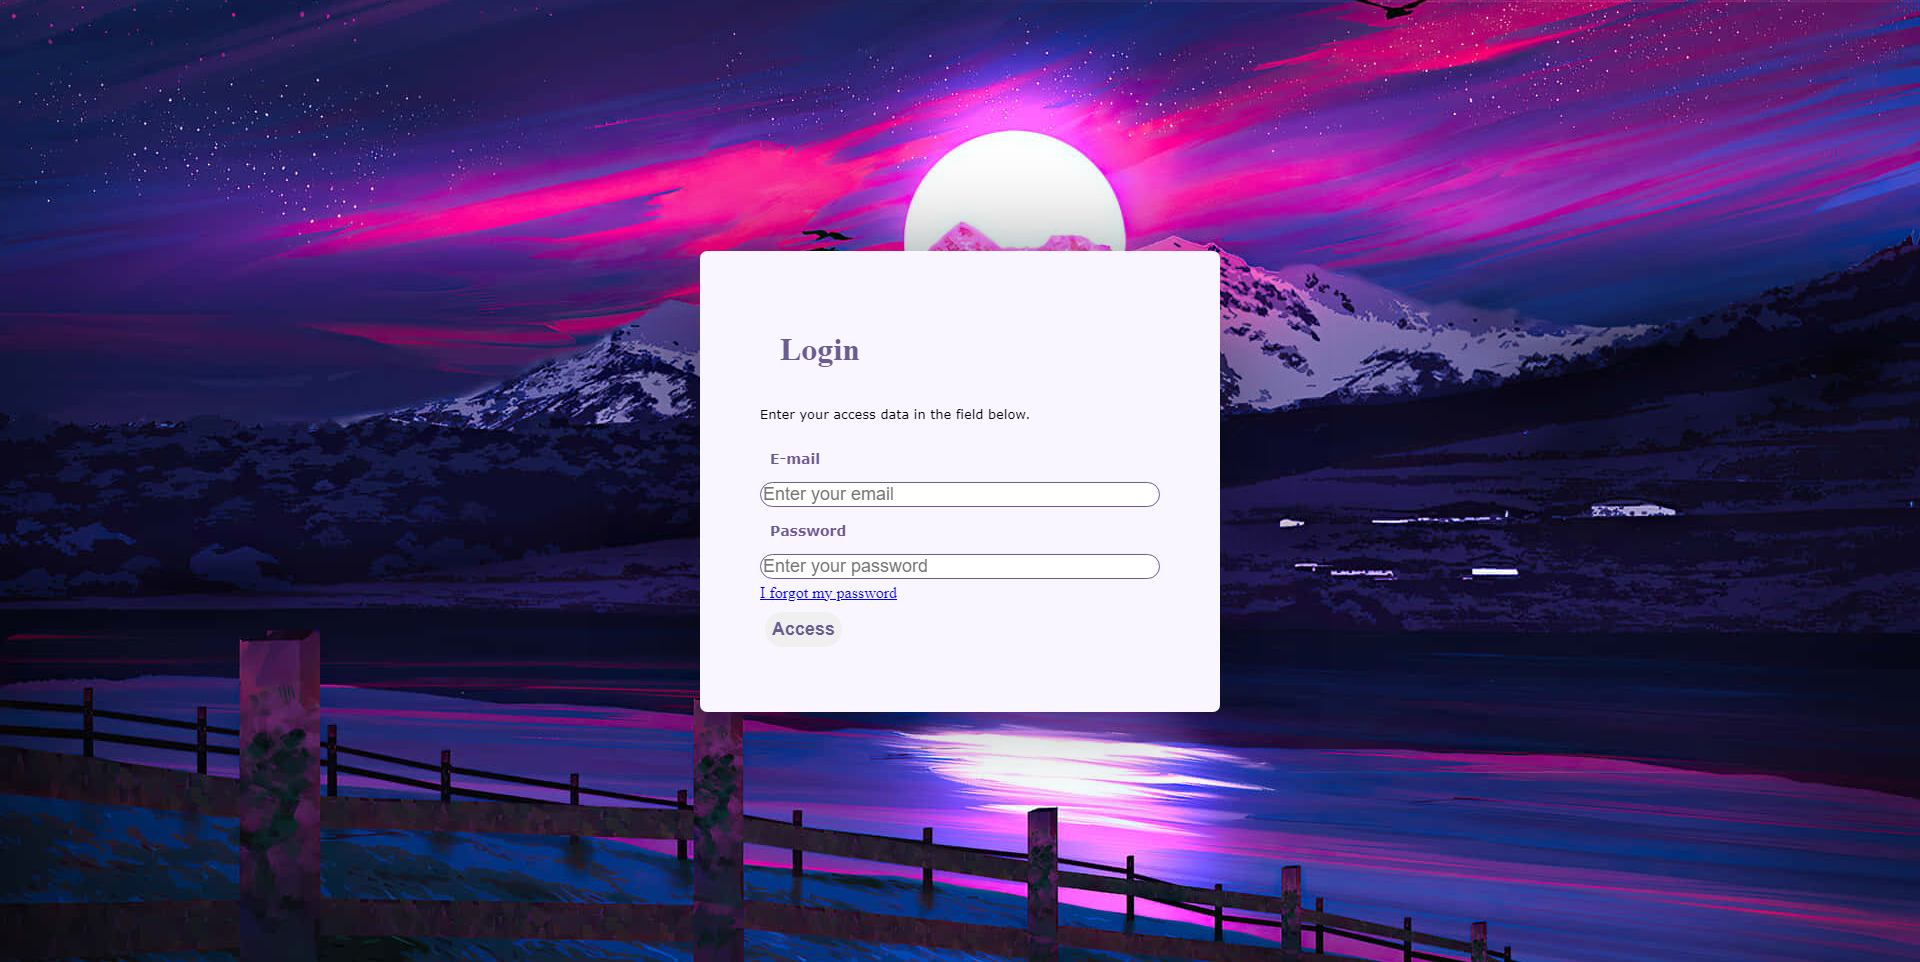 Login
Enter your access data in the field below.
E-mail
Enter your email
Password
Enter your password
I forgot my password
Access